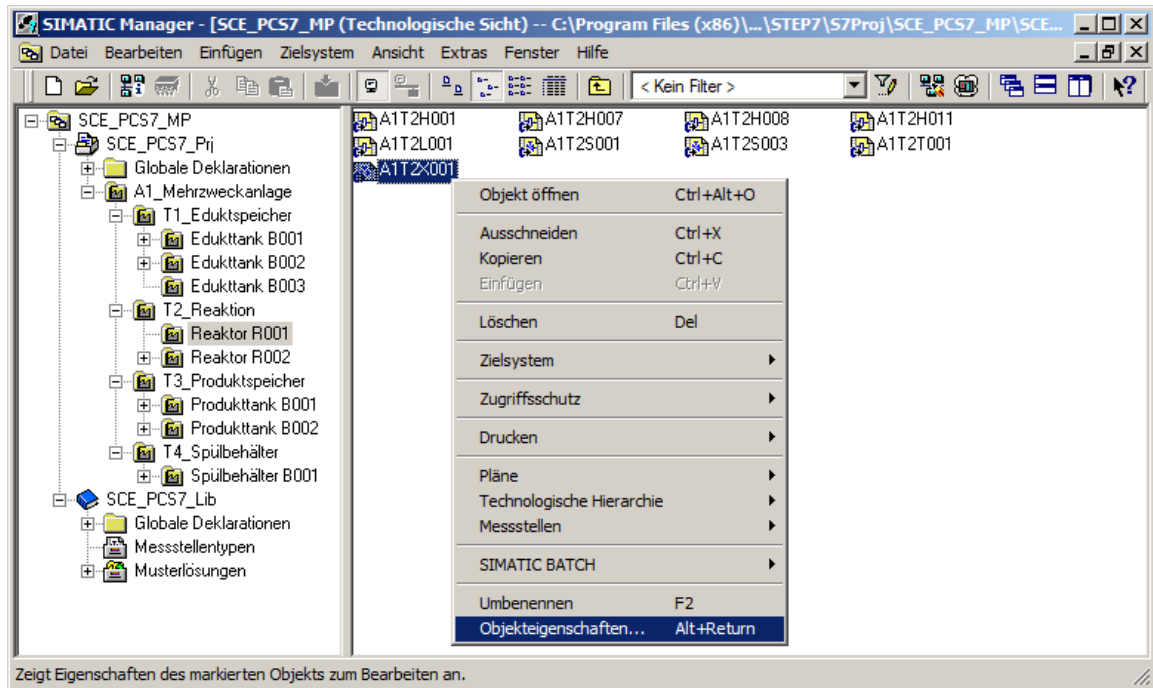 SIMATIC Manager - [SCE_PCS7_MP (Technologische Sicht) -- C:\Program Files (x86)\...\STEP7\S7Proj\SCE_PCS7_MP\SCE...
Datei Bearbeiten Einfügen Zielsystem Ansicht Extras Fenster Hilfe
< Kein Filter >
SCE_PCS7_MP
SCE_PCS7_Prj
Globale Deklarationen
A1_Mehrzweckanlage
T1_Eduktspeicher
Edukttank B001
Edukttank B002
Edukttank B003
T2_Reaktion
Reaktor R001
Reaktor R002
T3_Produktspeicher
Produkttank B001
Produkttank B002
T4_Spülbehälter
Spülbehälter B001
SCE_PCS7_Lib
Globale Deklarationen
Messstellentypen
Musterlösungen
A1T2H001 A1T2H007 A1T2H008 A1T2H011
A1T2L001 A1T2S001 A1T2S003 A1T2T001
A1T2X001
Objekt öffnen Ctrl+Alt+O
Ausschneiden Ctrl+X
Kopieren Ctrl+C
Einfügen Ctrl+V
Löschen Del
Zielsystem
Zugriffsschutz
Drucken
Pläne
Technologische Hierarchie
Messstellen
SIMATIC BATCH
Umbenennen F2
Objekteigenschaften... Alt+Return
Zeigt Eigenschaften des markierten Objekts zum Bearbeiten an.